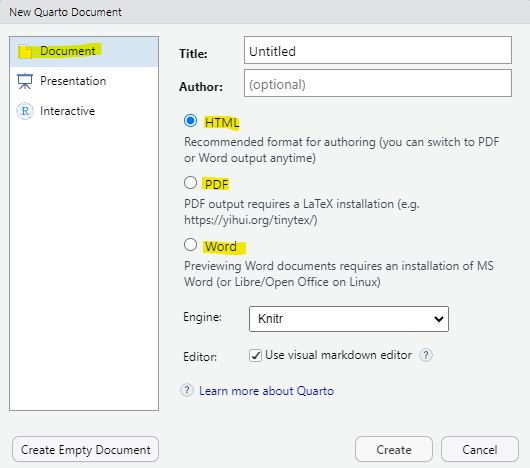 New Quarto Document
Document
Presentation
Interactive
Title:
Untitled
Author:
(optional)
HTML
Recommended format for authoring (you can switch to PDF
or Word output anytime)
PDF
PDF output requires a LaTeX installation (e.g.
https://yihui.org/tinytex/)
Word
Previewing Word documents requires an installation of MS
Word (or Libre/Open Office on Linux)
Engine:
Knitr
Editor:
Use visual markdown editor ?
? Learn more about Quarto
Create Empty Document
Create
Cancel